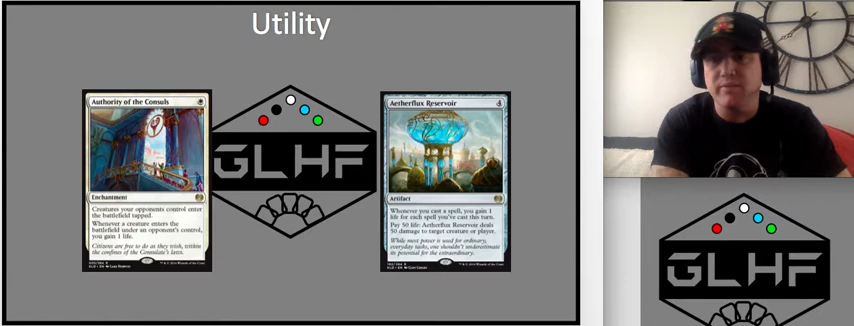 Utility
Authority of the Consuls
Enchantment
Creatures your opponents control enter
the battlefield tapped.
Whenever a creature enters the
battlefield under an opponent's control,
you gain 1 life.
Citizens are free to do as they wish, within
the confines of the Consulate's laws.
GLHF
Aetherflux Reservoir
4
Artifact
Whenever you cast a spell, you gain 1
life for each spell you've cast this turn.
Pay 50 life: Aetherflux Reservoir deals
50 damage to target creature or player.
While most power is used for ordinary,
everyday tasks, one shouldn't underestimate
its potential for the extraordinary.
GLHF